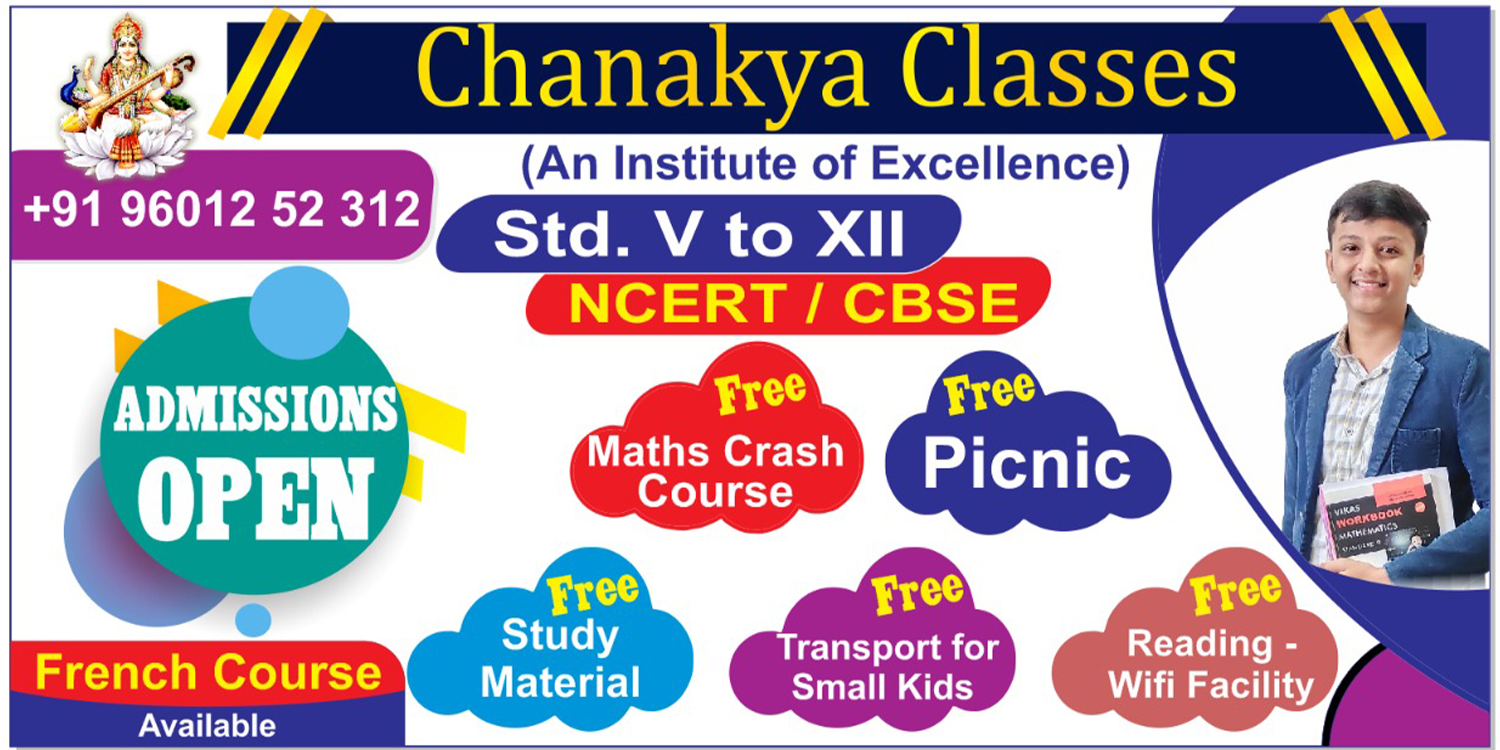 Chanakya Classes
(An Institute of Excellence)
+91 96012 52 312
Std. V to XII
NCERT / CBSE
ADMISSIONS
OPEN
Free
Maths Crash
Course
Free
Picnic
Free
Study
Material
Free
Transport for
Small Kids
Free
Reading -
Wifi Facility
French Course
Available
VIKAS
WORKBOOK
MATHEMATICS